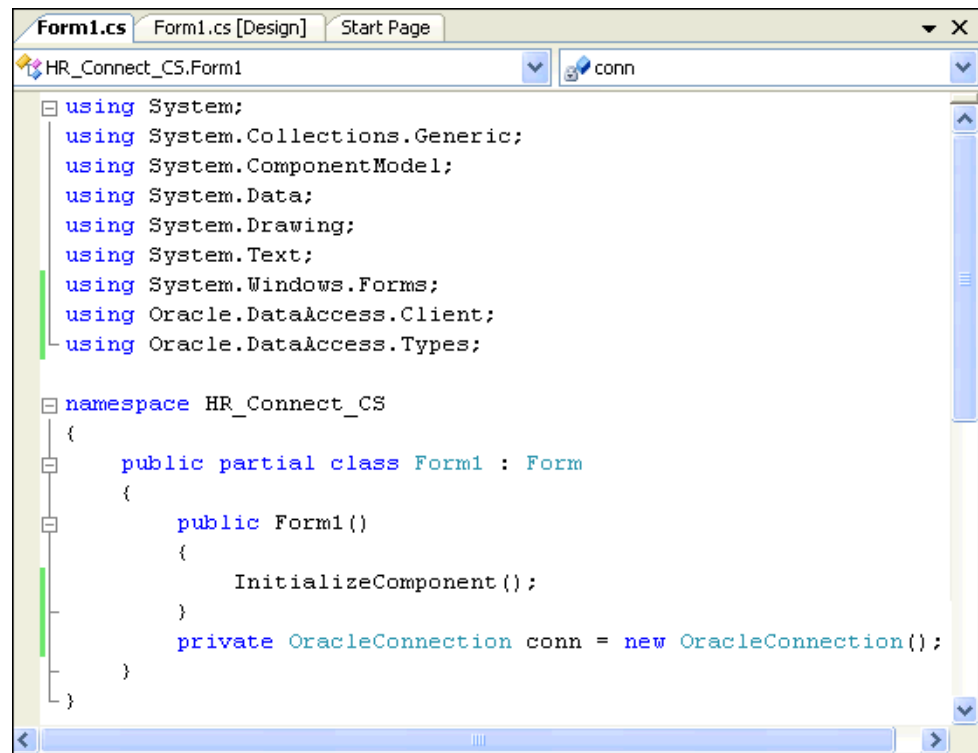 Form1.cs Form1.cs [Design] Start Page
HR_Connect_CS.Form1 conn
using System;
using System.Collections.Generic;
using System.ComponentModel;
using System.Data;
using System.Drawing;
using System.Text;
using System.Windows.Forms;
using Oracle.DataAccess.Client;
using Oracle.DataAccess.Types;
namespace HR_Connect_CS
{
public partial class Form1 : Form
{
public Form1()
{
InitializeComponent();
}
private OracleConnection conn = new OracleConnection();
}
}